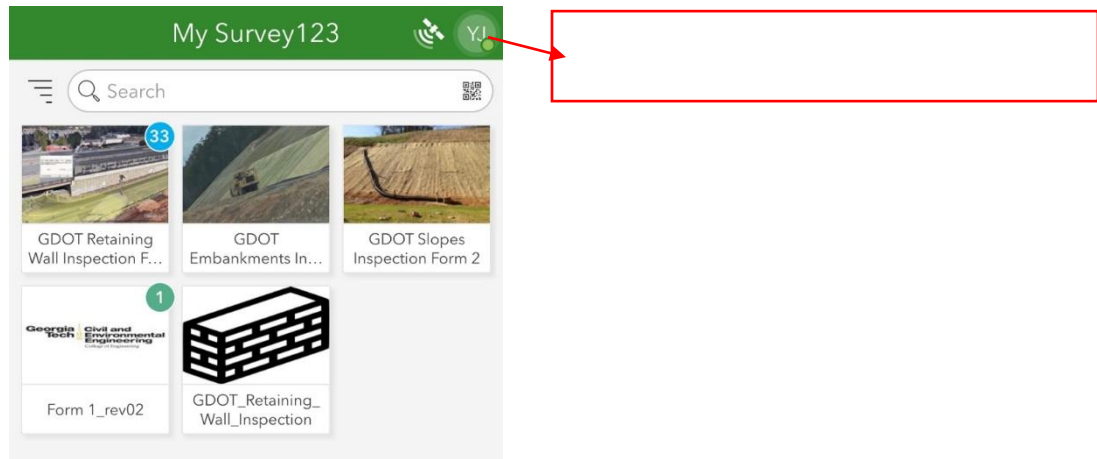 My Survey123
YJ
Search
33
GDOT Retaining
Wall Inspection F...
GDOT
Embankments In...
GDOT Slopes
Inspection Form 2
1
Georgia
Tech
Civil and
Environmental
Engineering
College of Engineering
Form 1_rev02
GDOT_Retaining_
Wall_Inspection